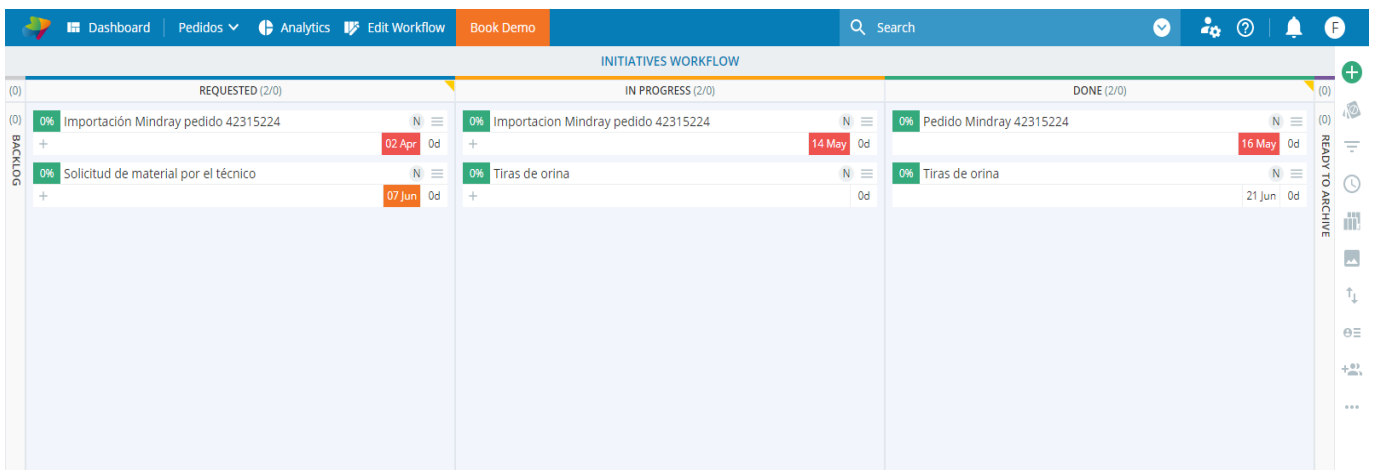 Dashboard Pedidos Analytics Edit Workflow Book Demo Search F
INITIATIVES WORKFLOW
(0) REQUESTED (2/0) IN PROGRESS (2/0) DONE (2/0) (0)
(0) BACKLOG
0% Importación Mindray pedido 42315224 N
+ 02 Apr 0d
0% Solicitud de material por el técnico N
+ 07 Jun 0d
0% Importacion Mindray pedido 42315224 N
+ 14 May 0d
0% Tiras de orina N
+ 0d
0% Pedido Mindray 42315224 N
16 May 0d
0% Tiras de orina N
21 Jun 0d
(0) READY TO ARCHIVE